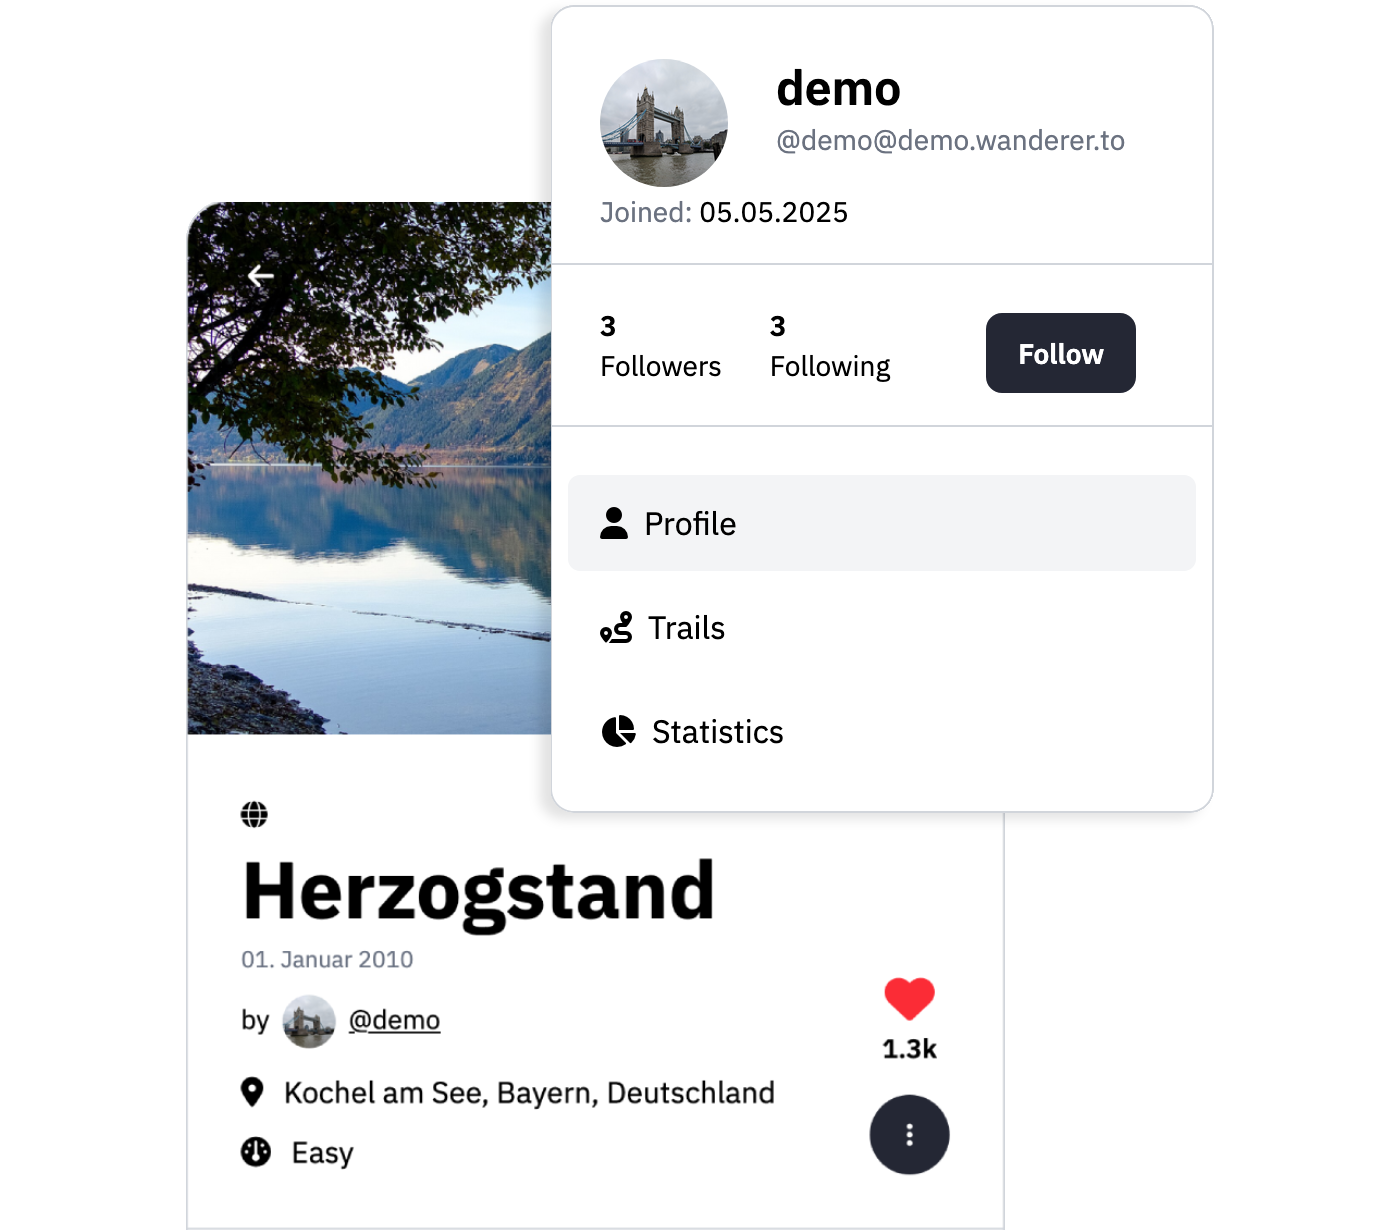 demo
@demo@demo.wanderer.to
Joined: 05.05.2025
3
Followers
3
Following
Follow
Profile
Trails
Statistics
Herzogstand
01. Januar 2010
by @demo
1.3k
Kochel am See, Bayern, Deutschland
Easy